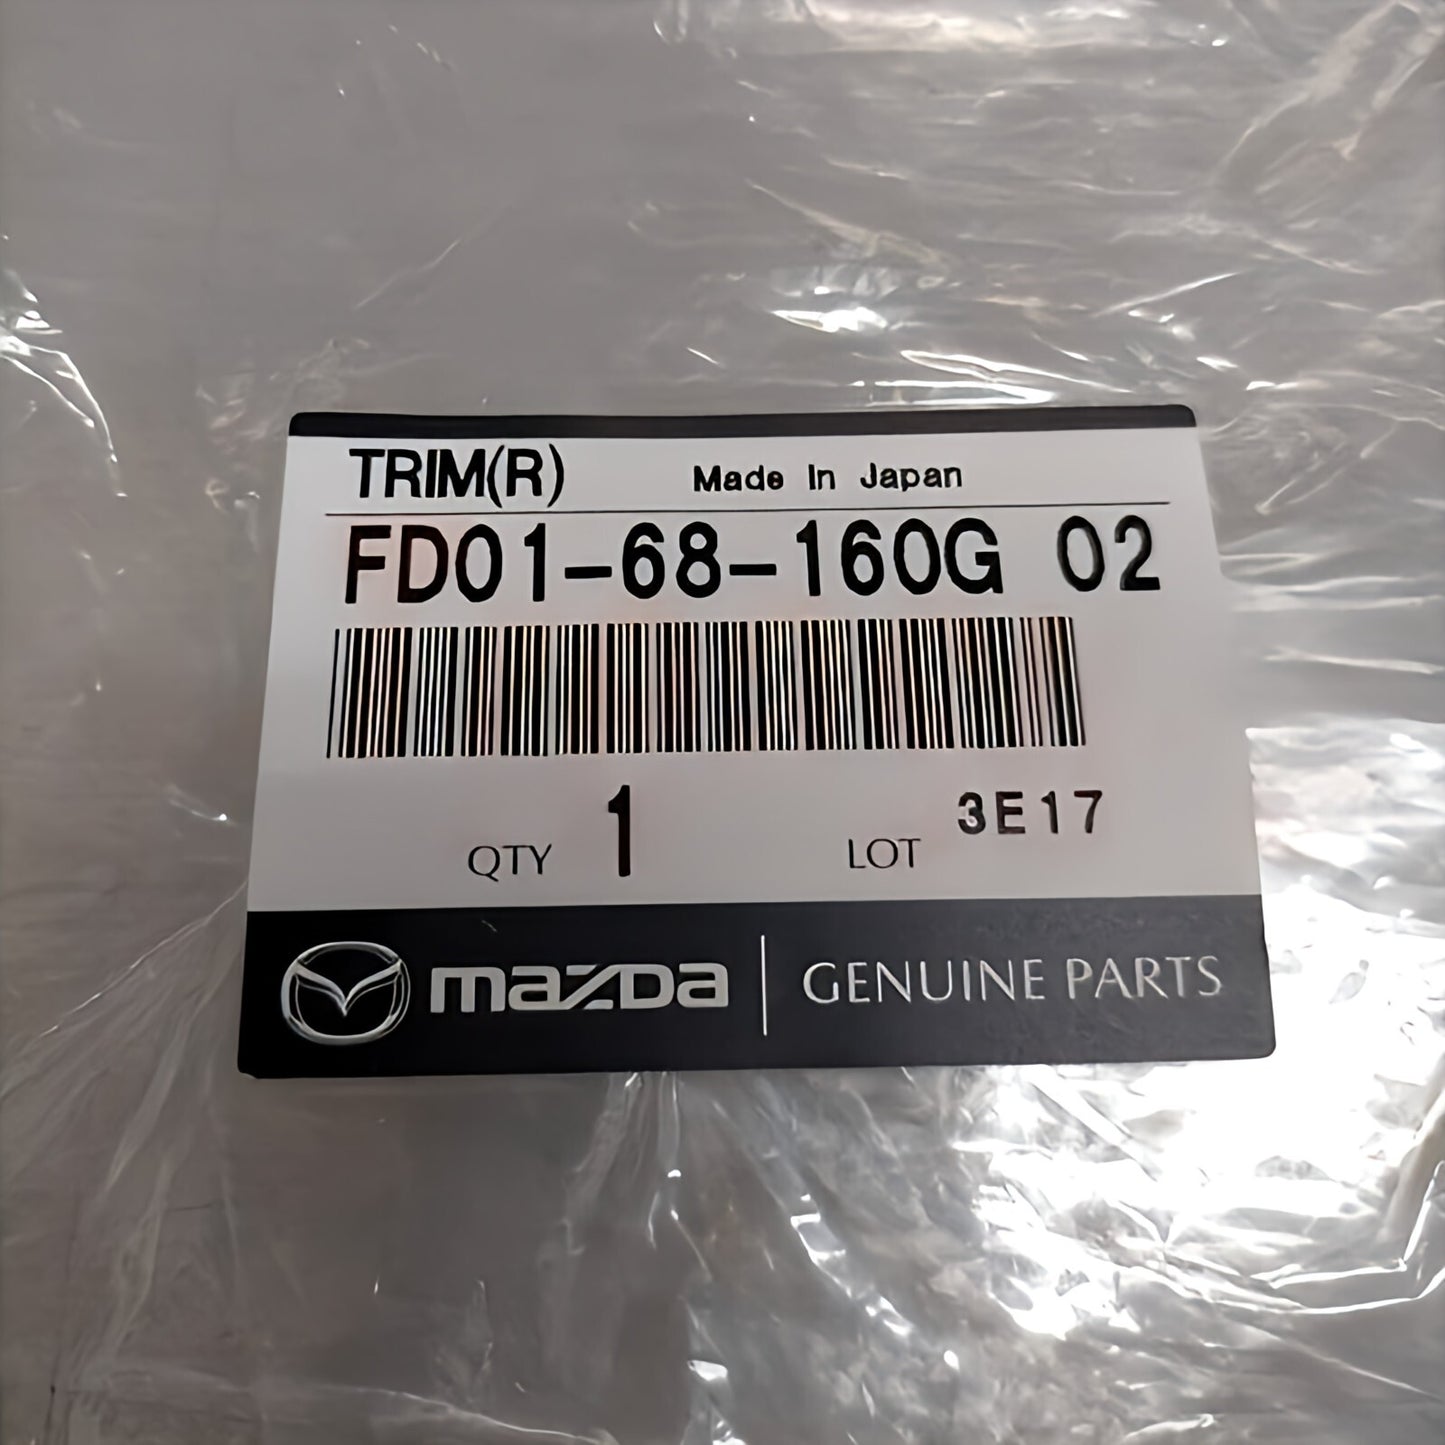 TRIM(R) Made In Japan
FD01-68-160G 02
QTY 1 LOT 3E17
mazda GENUINE PARTS